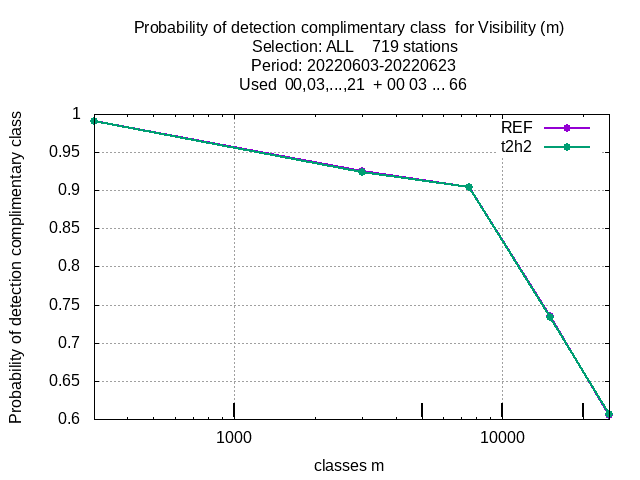 Probability of detection complimentary class  for Visibility (m)
Selection: ALL    719 stations
Period: 20220603-20220623
Used  00,03,...,21  + 00 03 ... 66
Probability of detection complimentary class
1
0.95
0.9
0.85
0.8
0.75
0.7
0.65
0.6
REF
t2h2
1000
10000
classes m